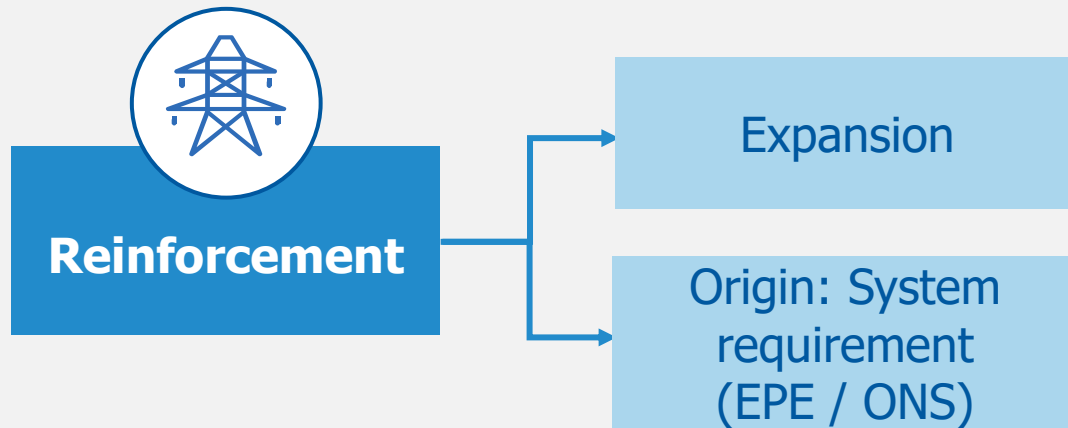 Reinforcement
Expansion
Origin: System
requirement
(EPE / ONS)